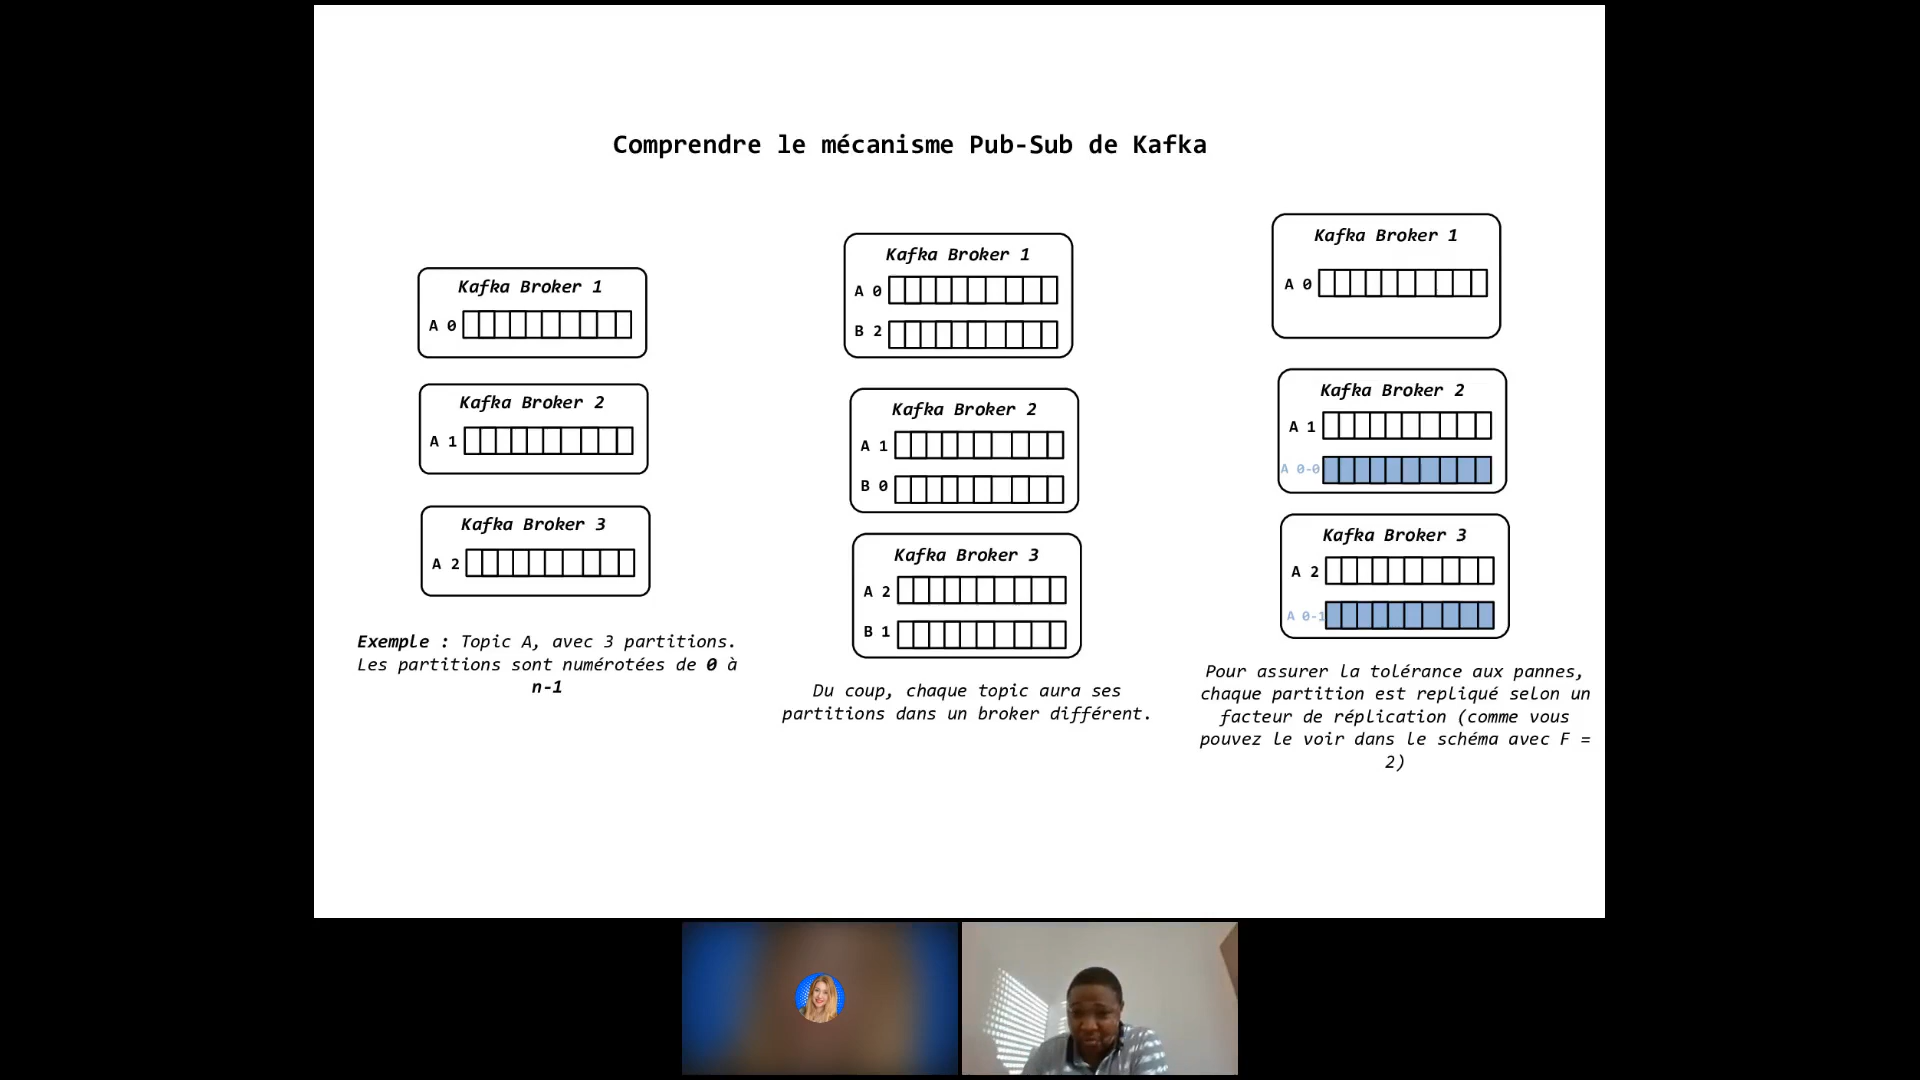 Comprendre le mécanisme Pub-Sub de Kafka
Kafka Broker 1
A 0
Kafka Broker 2
A 1
Kafka Broker 3
A 2
Exemple : Topic A, avec 3 partitions.
Les partitions sont numérotées de 0 à
n-1
Kafka Broker 1
A 0
B 2
Kafka Broker 2
A 1
B 0
Kafka Broker 3
A 2
B 1
Du coup, chaque topic aura ses
partitions dans un broker différent.
Kafka Broker 1
A 0
Kafka Broker 2
A 1
A 0-0
Kafka Broker 3
A 2
A 0-1
Pour assurer la tolérance aux pannes,
chaque partition est repliqué selon un
facteur de réplication (comme vous
pouvez le voir dans le schéma avec F =
2)